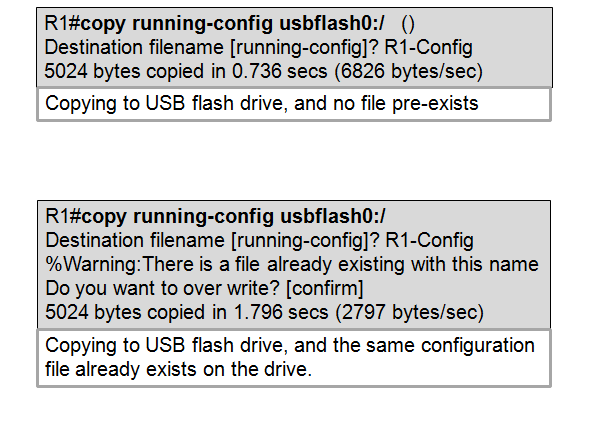 R1#copy running-config usbflash0:/ ()
Destination filename [running-config]? R1-Config
5024 bytes copied in 0.736 secs (6826 bytes/sec)
Copying to USB flash drive, and no file pre-exists
R1#copy running-config usbflash0:/
Destination filename [running-config]? R1-Config
%Warning:There is a file already existing with this name
Do you want to over write? [confirm]
5024 bytes copied in 1.796 secs (2797 bytes/sec)
Copying to USB flash drive, and the same configuration
file already exists on the drive.